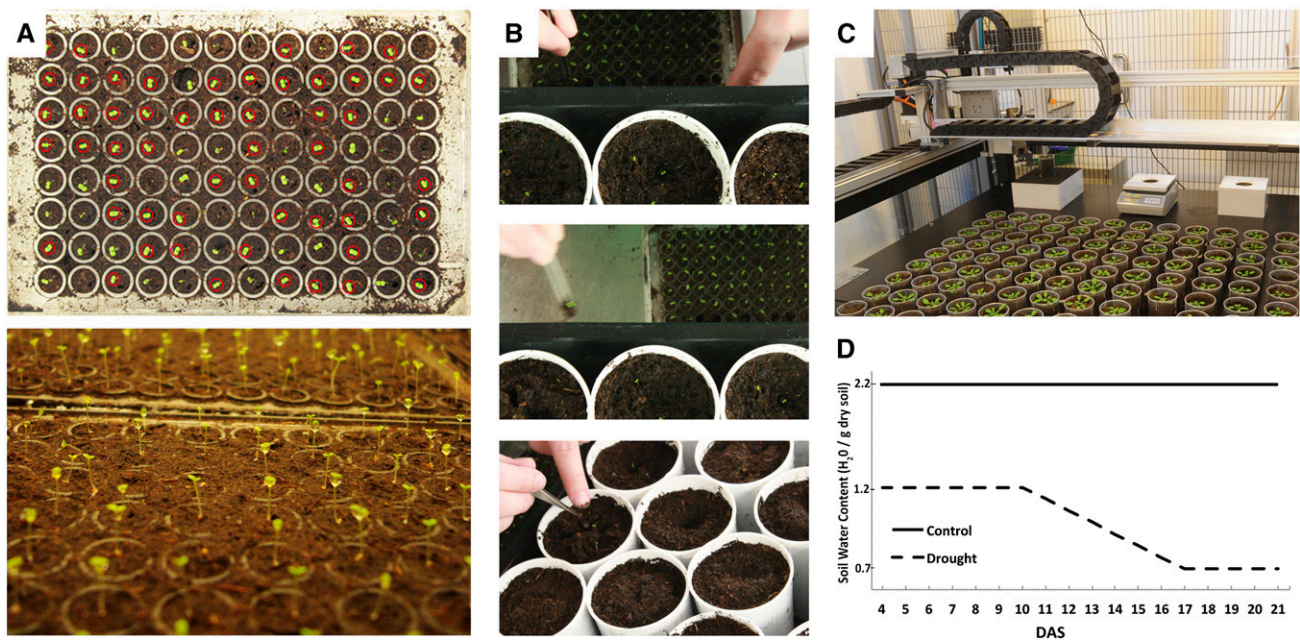 A
B
C
D
Soil Water Content (H₂0 / g dry soil)
2.2
1.2
0.7
Control
Drought
4 5 6 7 8 9 10 11 12 13 14 15 16 17 18 19 20 21
DAS